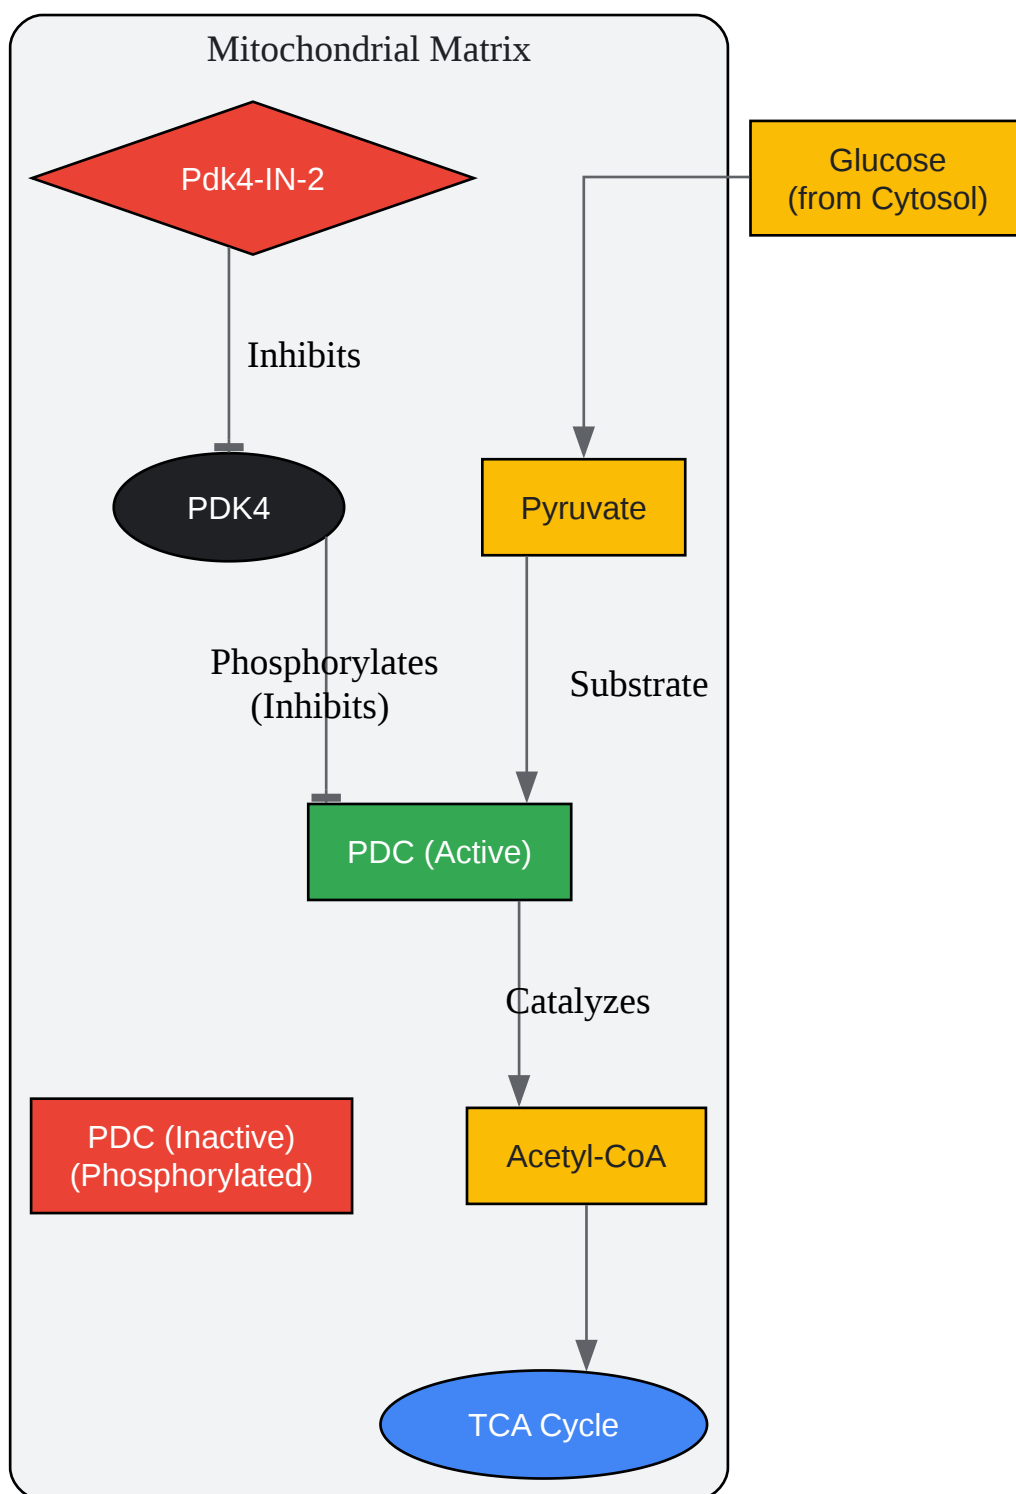 Mitochondrial Matrix
Pdk4-IN-2
Glucose
(from Cytosol)
Inhibits
PDK4
Pyruvate
Phosphorylates
(Inhibits)
Substrate
PDC (Active)
Catalyzes
PDC (Inactive)
(Phosphorylated)
Acetyl-CoA
TCA Cycle